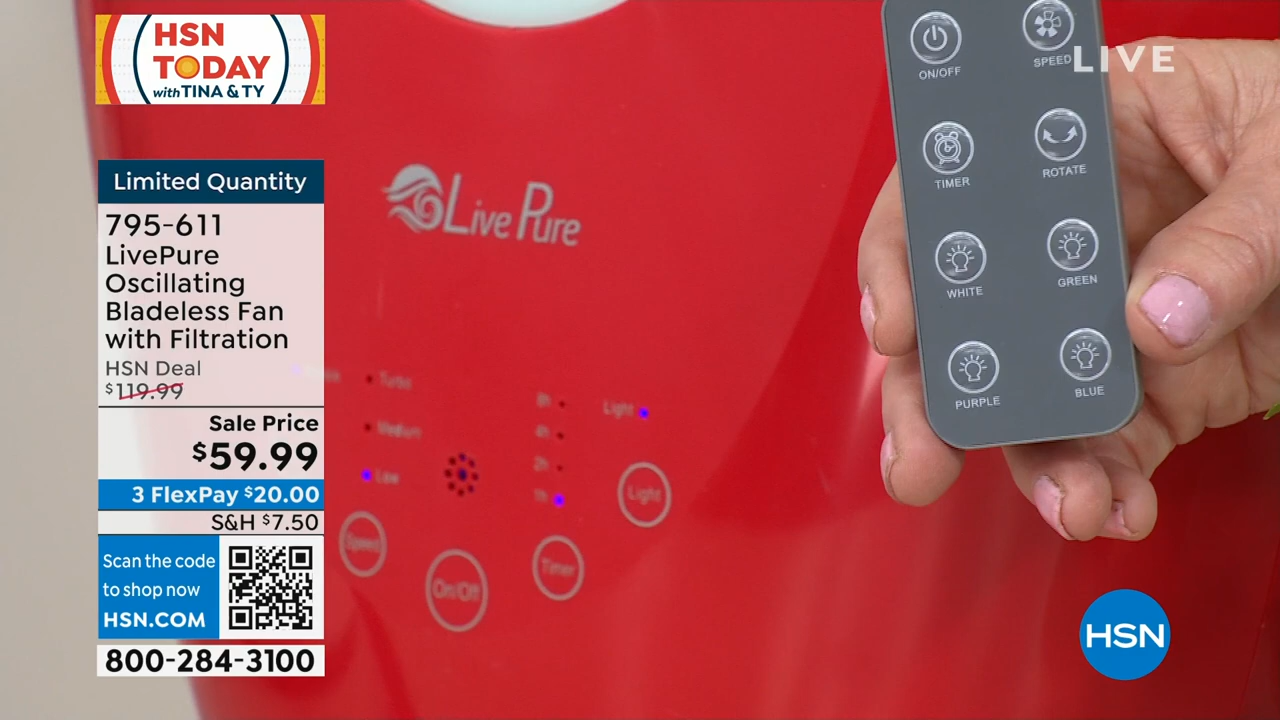 HSN
TODAY
with TINA & TY
Limited Quantity
795-611
LivePure
Oscillating
Bladeless Fan
with Filtration
HSN Deal
$119.99
Sale Price
$59.99
3 FlexPay $20.00
S&H $7.50
Scan the code
to shop now
HSN.COM
800-284-3100
Live Pure
Turbo
Medium
Low
8h
4h
2h
1h
Light
Speed
On/Off
Timer
Light
ON/OFF
SPEED
TIMER
ROTATE
WHITE
GREEN
PURPLE
BLUE
LIVE
HSN